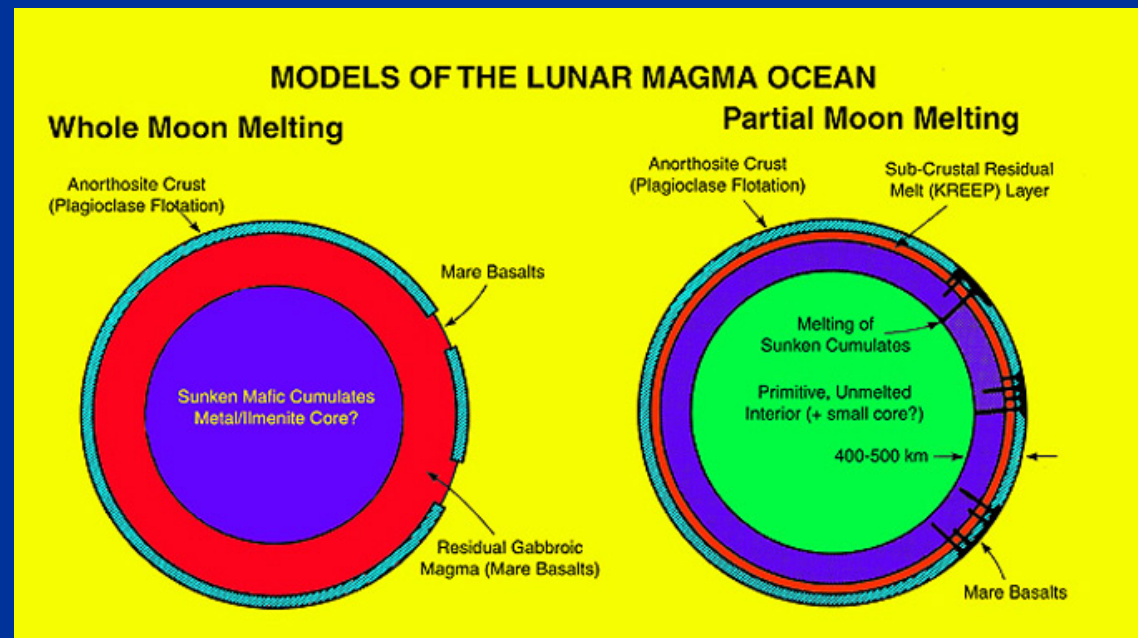 MODELS OF THE LUNAR MAGMA OCEAN
Whole Moon Melting
Anorthosite Crust
(Plagioclase Flotation)
Mare Basalts
Sunken Mafic Cumulates
Metal/Ilmenite Core?
Residual Gabbroic
Magma (Mare Basalts)
Partial Moon Melting
Anorthosite Crust
(Plagioclase Flotation)
Sub-Crustal Residual
Melt (KREEP) Layer
Melting of
Sunken Cumulates
Primitive, Unmelted
Interior (+ small core?)
400-500 km
Mare Basalts